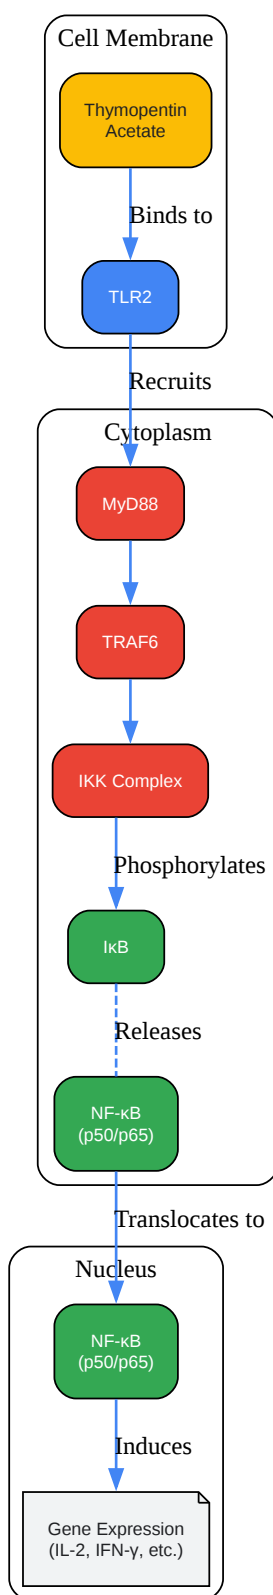 Cell Membrane
Thymopentin
Acetate
Binds to
TLR2
Recruits
Cytoplasm
MyD88
TRAF6
IKK Complex
Phosphorylates
IκB
Releases
NF-κB
(p50/p65)
Translocates to
Nucleus
NF-κB
(p50/p65)
Induces
Gene Expression
(IL-2, IFN-γ, etc.)